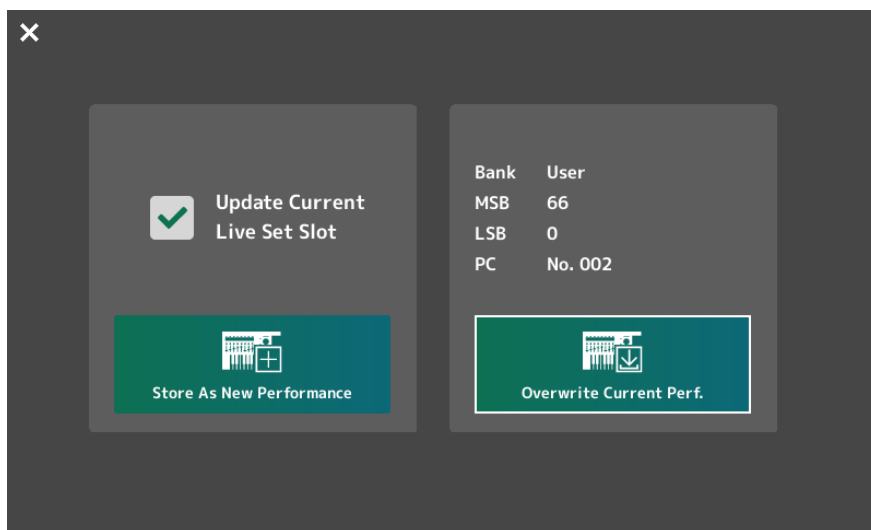 Update Current
Live Set Slot
Store As New Performance
Bank User
MSB 66
LSB 0
PC No. 002
Overwrite Current Perf.